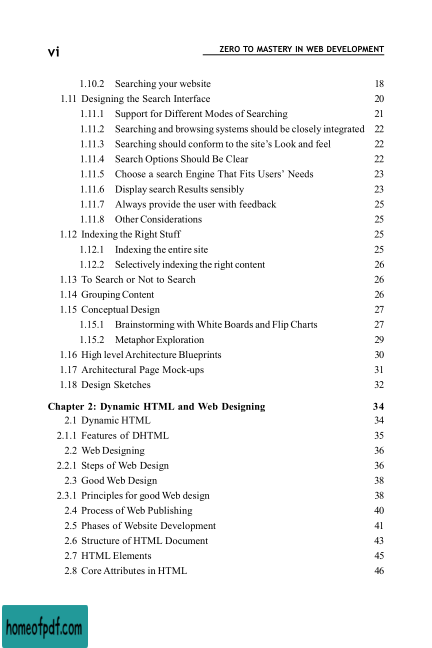 vi ZERO TO MASTERY IN WEB DEVELOPMENT
1.10.2 Searching your website 18
1.11 Designing the Search Interface 20
1.11.1 Support for Different Modes of Searching 21
1.11.2 Searching and browsing systems should be closely integrated 22
1.11.3 Searching should conform to the site's Look and feel 22
1.11.4 Search Options Should Be Clear 22
1.11.5 Choose a search Engine That Fits Users' Needs 23
1.11.6 Display search Results sensibly 23
1.11.7 Always provide the user with feedback 25
1.11.8 Other Considerations 25
1.12 Indexing the Right Stuff 25
1.12.1 Indexing the entire site 25
1.12.2 Selectively indexing the right content 26
1.13 To Search or Not to Search 26
1.14 Grouping Content 26
1.15 Conceptual Design 27
1.15.1 Brainstorming with White Boards and Flip Charts 27
1.15.2 Metaphor Exploration 29
1.16 High level Architecture Blueprints 30
1.17 Architectural Page Mock-ups 31
1.18 Design Sketches 32
Chapter 2: Dynamic HTML and Web Designing 34
2.1 Dynamic HTML 34
2.1.1 Features of DHTML 35
2.2 Web Designing 36
2.2.1 Steps of Web Design 36
2.3 Good Web Design 38
2.3.1 Principles for good Web design 38
2.4 Process of Web Publishing 40
2.5 Phases of Website Development 41
2.6 Structure of HTML Document 43
2.7 HTML Elements 45
2.8 Core Attributes in HTML 46
homeofpdf.com